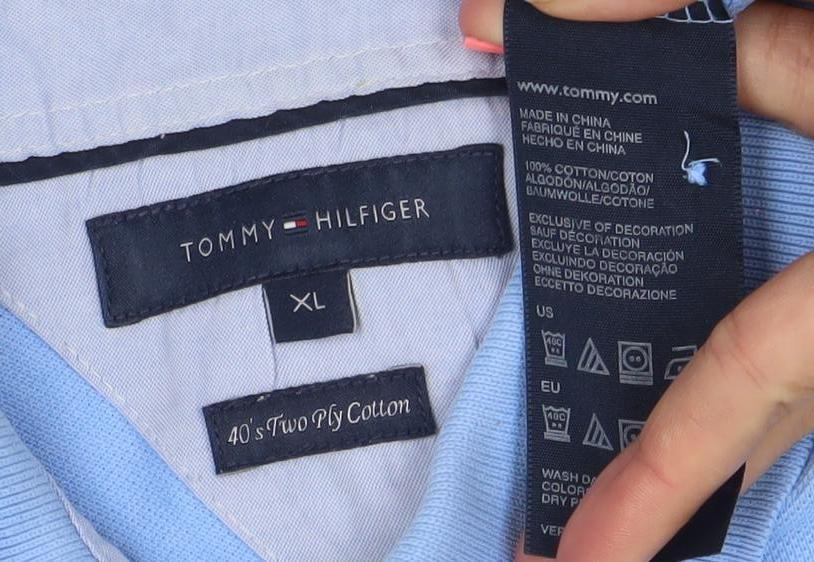 TOMMY HILFIGER
XL
40's Two Ply Cotton
www.tommy.com
MADE IN CHINA
FABRIQUÉ EN CHINE
HECHO EN CHINA
100% COTTON/COTON
ALGODÓN/ALGODÃO/
BAUMWOLLE/COTONE
EXCLUSIVE OF DECORATION
SAUF DÉCORATION
EXCLUYE LA DECORACIÓN
EXCLUINDO DECORAÇÃO
OHNE DEKORATION
ECCETTO DECORAZIONE
US
40C
EU
40C
WASH
DRY